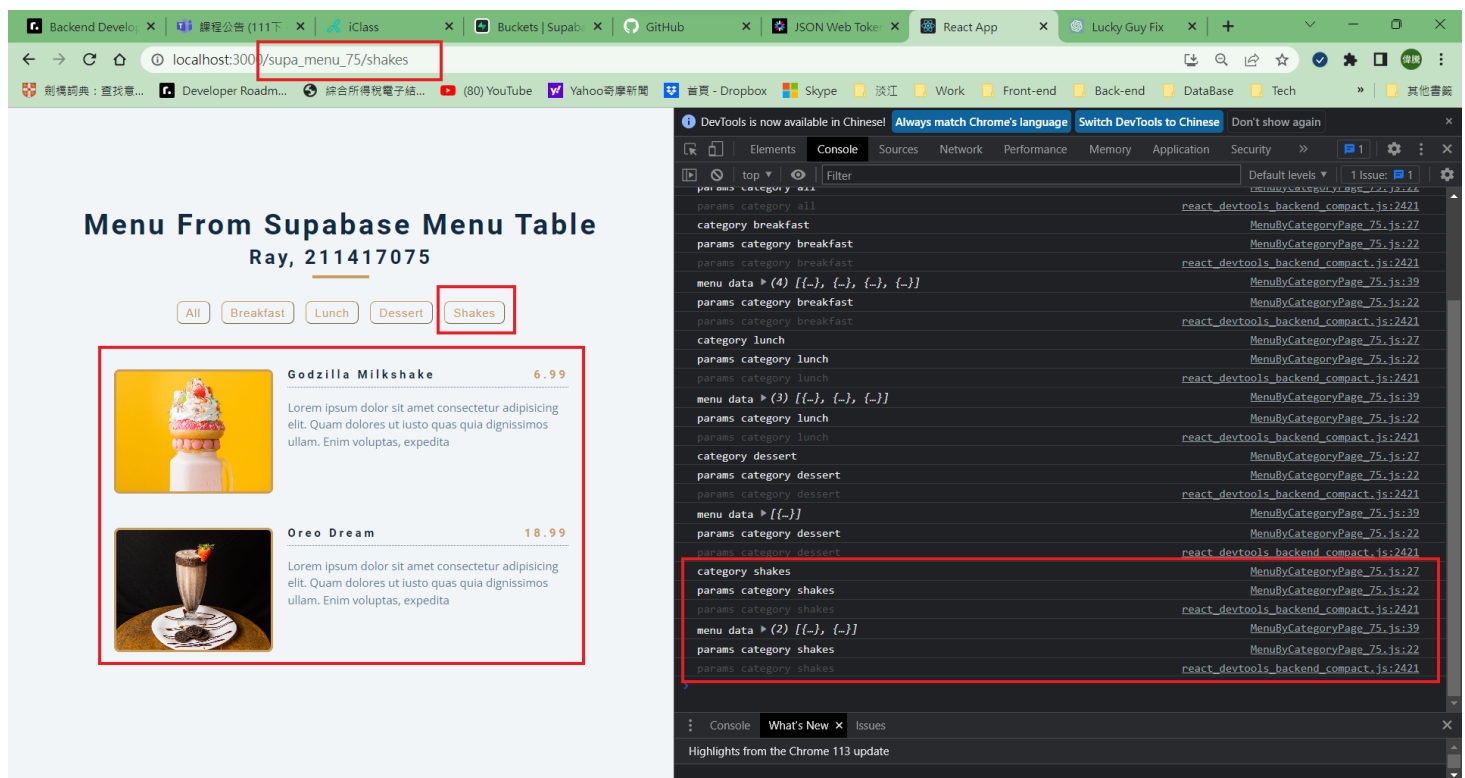 Backend Develop
課程公告 (111下
iClass
Buckets | Supaba
GitHub
JSON Web Token
React App
Lucky Guy Fix
localhost:3000/supa_menu_75/shakes
劍橋詞典：查找意...
Developer Roadm...
綜合所得稅電子結...
(80) YouTube
Yahoo奇摩新聞
首頁 - Dropbox
Skype
淡江
Work
Front-end
Back-end
DataBase
Tech
»
其他書籤
Menu From Supabase Menu Table
Ray, 211417075
All Breakfast Lunch Dessert Shakes
Godzilla Milkshake 6.99
Lorem ipsum dolor sit amet consectetur adipisicing
elit. Quam dolores ut iusto quas quia dignissimos
ullam. Enim voluptas, expedita
Oreo Dream 18.99
Lorem ipsum dolor sit amet consectetur adipisicing
elit. Quam dolores ut iusto quas quia dignissimos
ullam. Enim voluptas, expedita
DevTools is now available in Chinese! Always match Chrome's language Switch DevTools to Chinese Don't show again
Elements Console Sources Network Performance Memory Application Security » 1
top Filter Default levels 1 Issue: 1
params category all MenuByCategoryPage_75.js:22
params category all react_devtools_backend_compact.js:2421
category breakfast MenuByCategoryPage_75.js:27
params category breakfast MenuByCategoryPage_75.js:22
params category breakfast react_devtools_backend_compact.js:2421
menu data (4) [{…}, {…}, {…}, {…}] MenuByCategoryPage_75.js:39
params category breakfast MenuByCategoryPage_75.js:22
params category breakfast react_devtools_backend_compact.js:2421
category lunch MenuByCategoryPage_75.js:27
params category lunch MenuByCategoryPage_75.js:22
params category lunch react_devtools_backend_compact.js:2421
menu data (3) [{…}, {…}, {…}] MenuByCategoryPage_75.js:39
params category lunch MenuByCategoryPage_75.js:22
params category lunch react_devtools_backend_compact.js:2421
category dessert MenuByCategoryPage_75.js:27
params category dessert MenuByCategoryPage_75.js:22
params category dessert react_devtools_backend_compact.js:2421
menu data [{…}] MenuByCategoryPage_75.js:39
params category dessert MenuByCategoryPage_75.js:22
params category dessert react_devtools_backend_compact.js:2421
category shakes MenuByCategoryPage_75.js:27
params category shakes MenuByCategoryPage_75.js:22
params category shakes react_devtools_backend_compact.js:2421
menu data (2) [{…}, {…}] MenuByCategoryPage_75.js:39
params category shakes MenuByCategoryPage_75.js:22
params category shakes react_devtools_backend_compact.js:2421
Console What's New Issues
Highlights from the Chrome 113 update